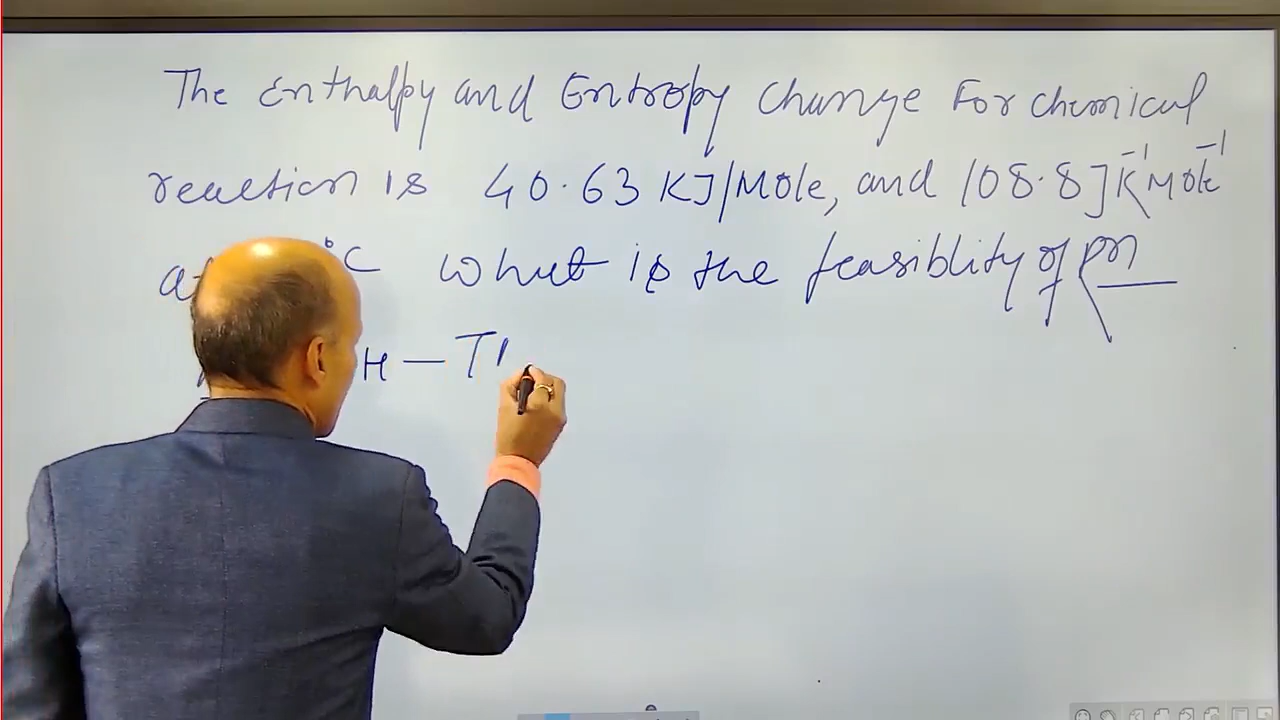 The Enthalpy and Entropy Change For chemical
reaction is 40.63 KJ/Mole, and 108.8 J K⁻¹ Mole⁻¹
at °C What is the feasiblity of rxn
H — T